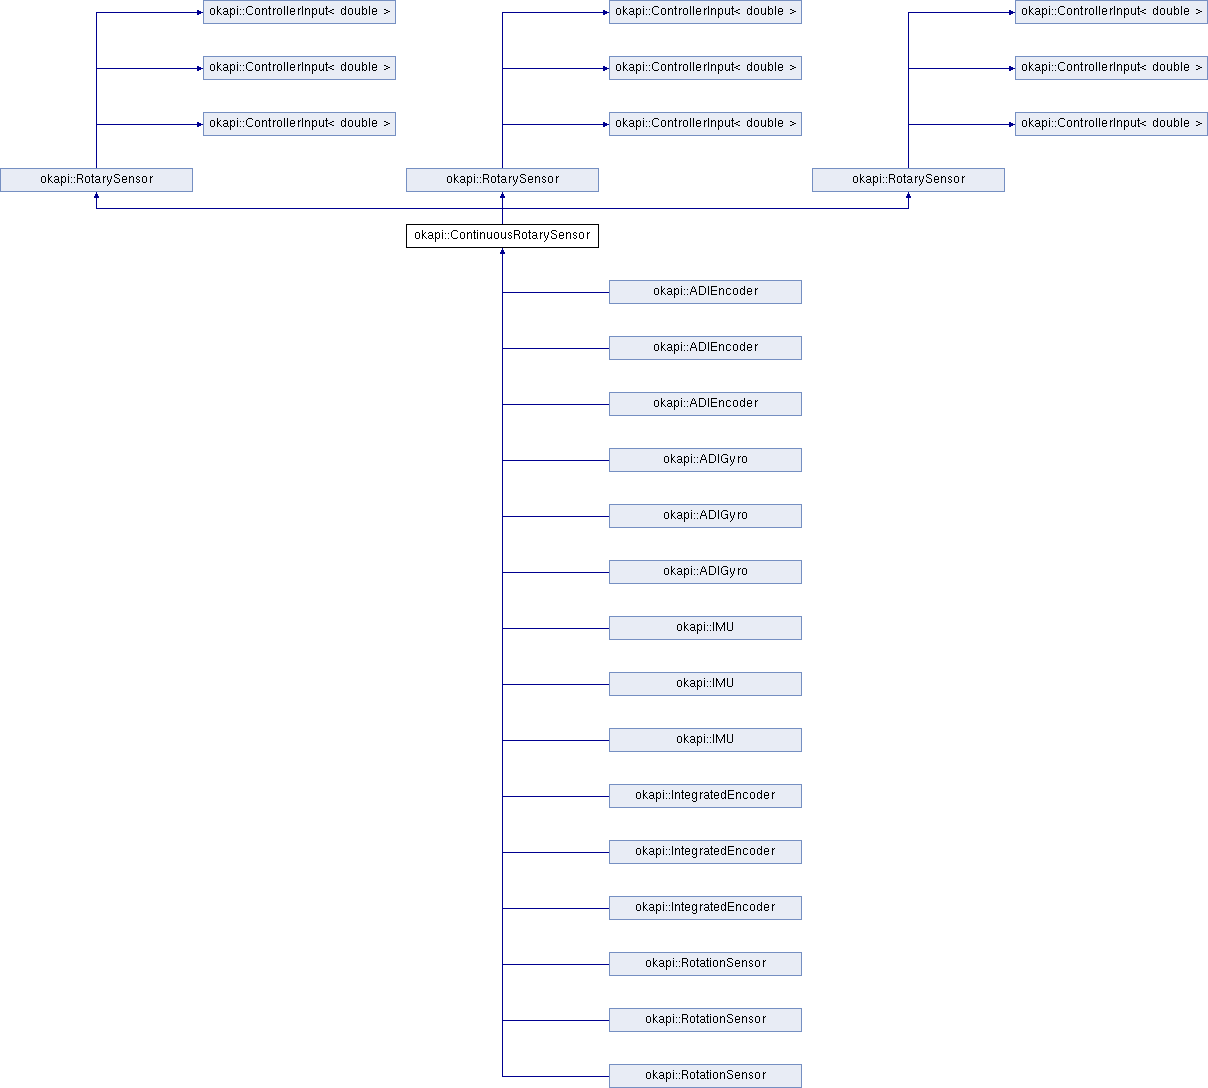 okapi::ControllerInput< double >
okapi::ControllerInput< double >
okapi::ControllerInput< double >
okapi::ControllerInput< double >
okapi::ControllerInput< double >
okapi::ControllerInput< double >
okapi::ControllerInput< double >
okapi::ControllerInput< double >
okapi::ControllerInput< double >
okapi::RotarySensor
okapi::RotarySensor
okapi::RotarySensor
okapi::ContinuousRotarySensor
okapi::ADIEncoder
okapi::ADIEncoder
okapi::ADIEncoder
okapi::ADIGyro
okapi::ADIGyro
okapi::ADIGyro
okapi::IMU
okapi::IMU
okapi::IMU
okapi::IntegratedEncoder
okapi::IntegratedEncoder
okapi::IntegratedEncoder
okapi::RotationSensor
okapi::RotationSensor
okapi::RotationSensor